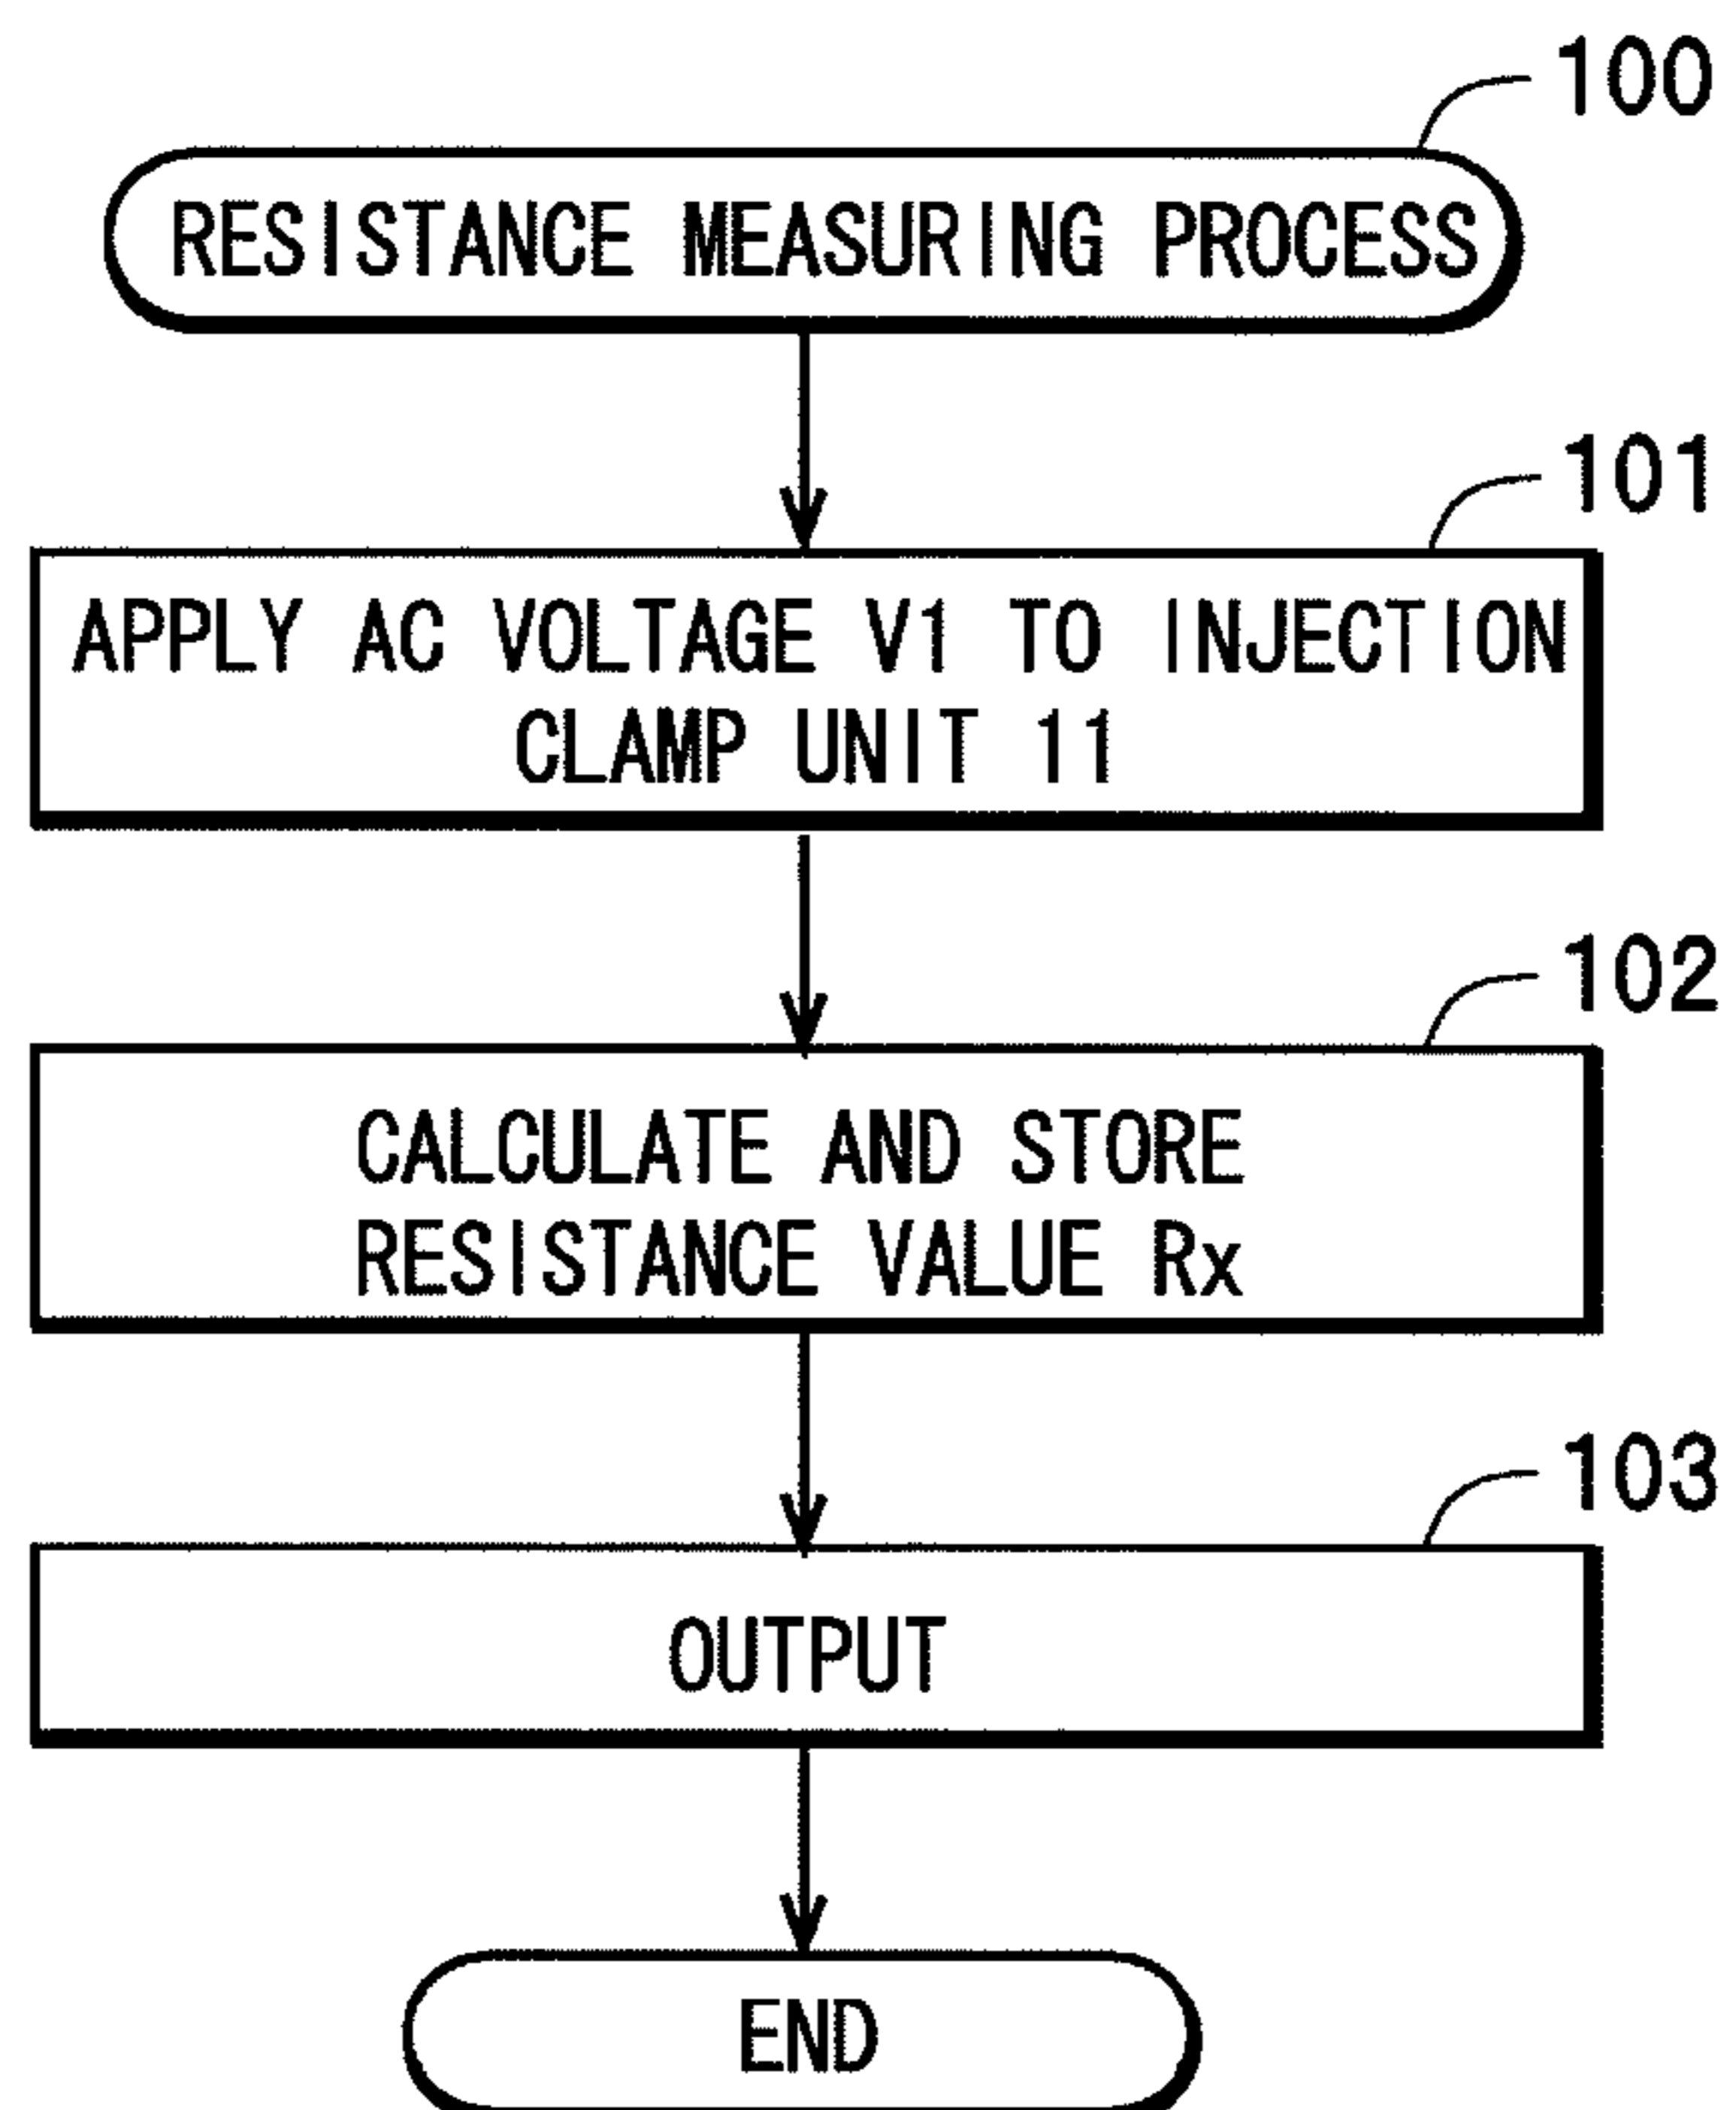 100
RESISTANCE MEASURING PROCESS
101
APPLY AC VOLTAGE V1 TO INJECTION
CLAMP UNIT 11
102
CALCULATE AND STORE
RESISTANCE VALUE Rx
103
OUTPUT
END